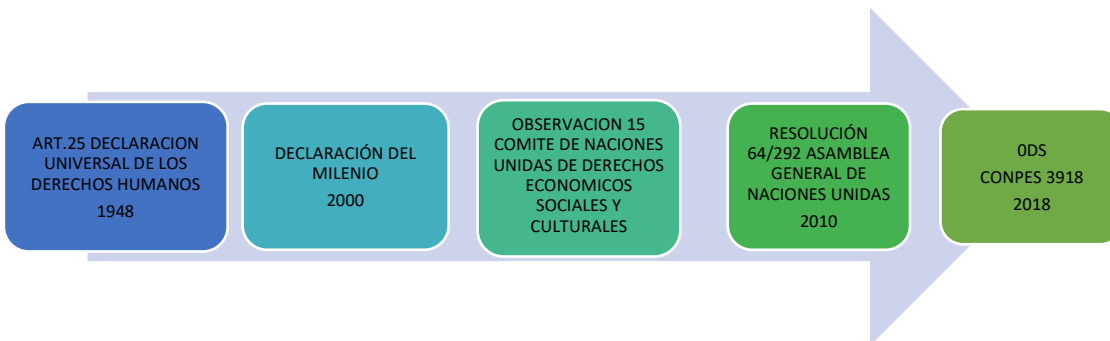 ART.25 DECLARACION
UNIVERSAL DE LOS
DERECHOS HUMANOS
1948
DECLARACIÓN DEL
MILENIO
2000
OBSERVACION 15
COMITE DE NACIONES
UNIDAS DE DERECHOS
ECONOMICOS
SOCIALES Y
CULTURALES
RESOLUCIÓN
64/292 ASAMBLEA
GENERAL DE
NACIONES UNIDAS
2010
0DS
CONPES 3918
2018